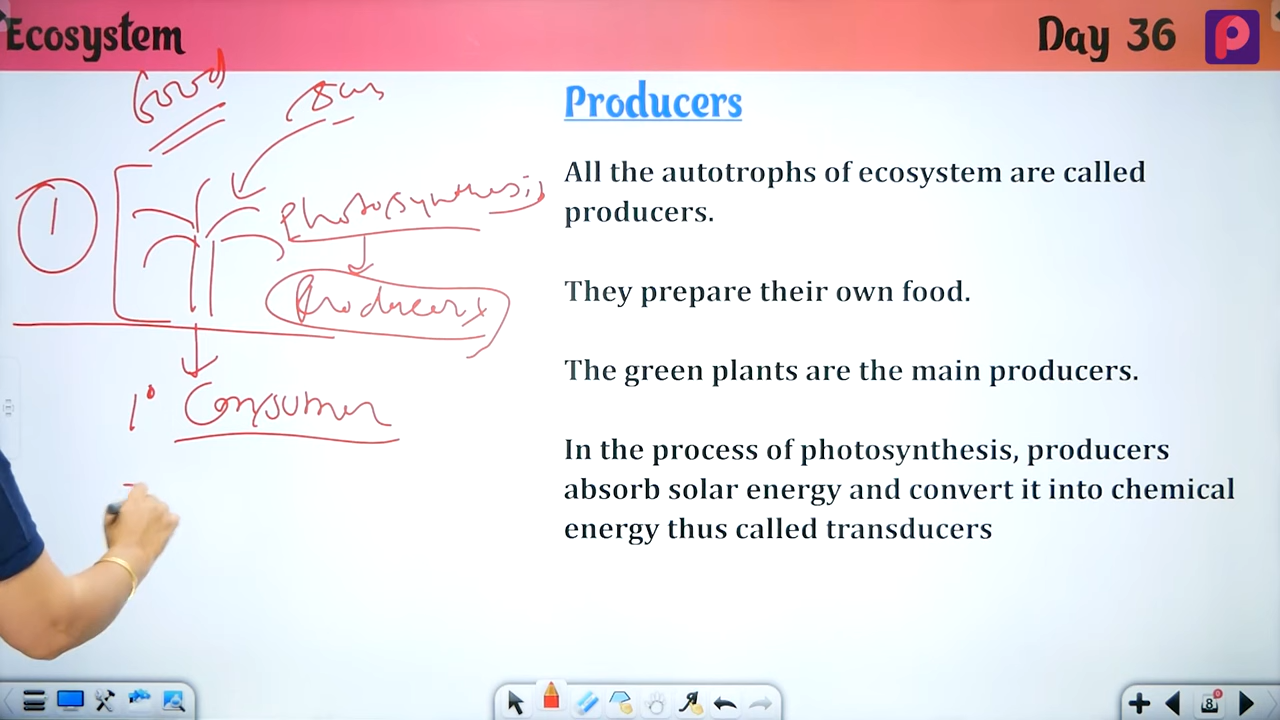 Ecosystem
Day 36
Food
Sun
1
Photosynthesis
Producers
1° Consumer
Producers
All the autotrophs of ecosystem are called
producers.
They prepare their own food.
The green plants are the main producers.
In the process of photosynthesis, producers
absorb solar energy and convert it into chemical
energy thus called transducers
8